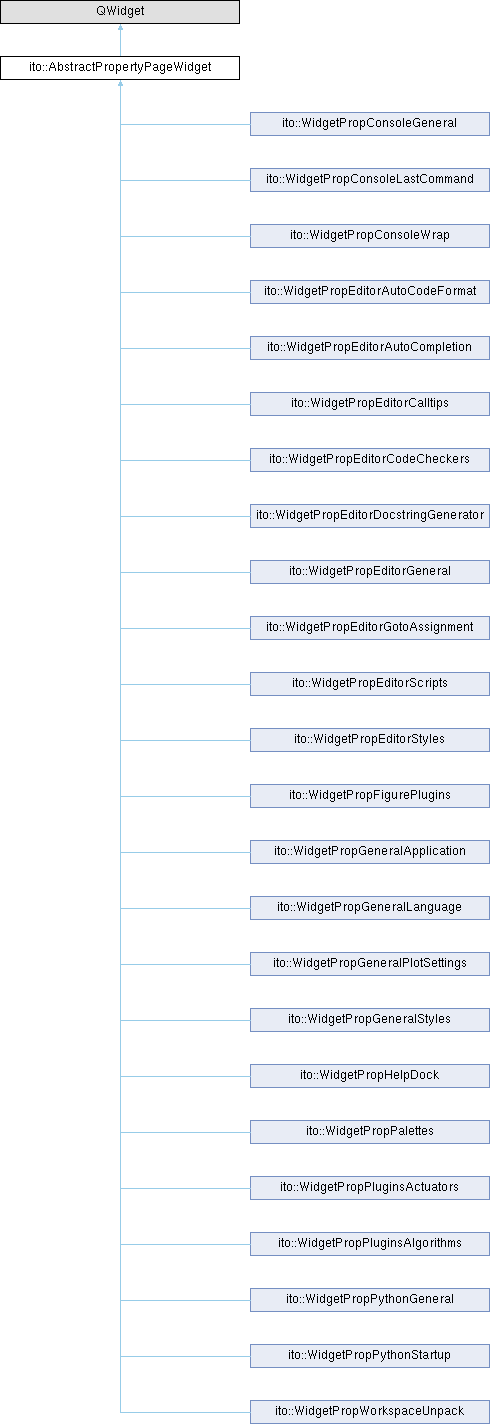 QWidget
ito::AbstractPropertyPageWidget
ito::WidgetPropConsoleGeneral
ito::WidgetPropConsoleLastCommand
ito::WidgetPropConsoleWrap
ito::WidgetPropEditorAutoCodeFormat
ito::WidgetPropEditorAutoCompletion
ito::WidgetPropEditorCalltips
ito::WidgetPropEditorCodeCheckers
ito::WidgetPropEditorDocstringGenerator
ito::WidgetPropEditorGeneral
ito::WidgetPropEditorGotoAssignment
ito::WidgetPropEditorScripts
ito::WidgetPropEditorStyles
ito::WidgetPropFigurePlugins
ito::WidgetPropGeneralApplication
ito::WidgetPropGeneralLanguage
ito::WidgetPropGeneralPlotSettings
ito::WidgetPropGeneralStyles
ito::WidgetPropHelpDock
ito::WidgetPropPalettes
ito::WidgetPropPluginsActuators
ito::WidgetPropPluginsAlgorithms
ito::WidgetPropPythonGeneral
ito::WidgetPropPythonStartup
ito::WidgetPropWorkspaceUnpack